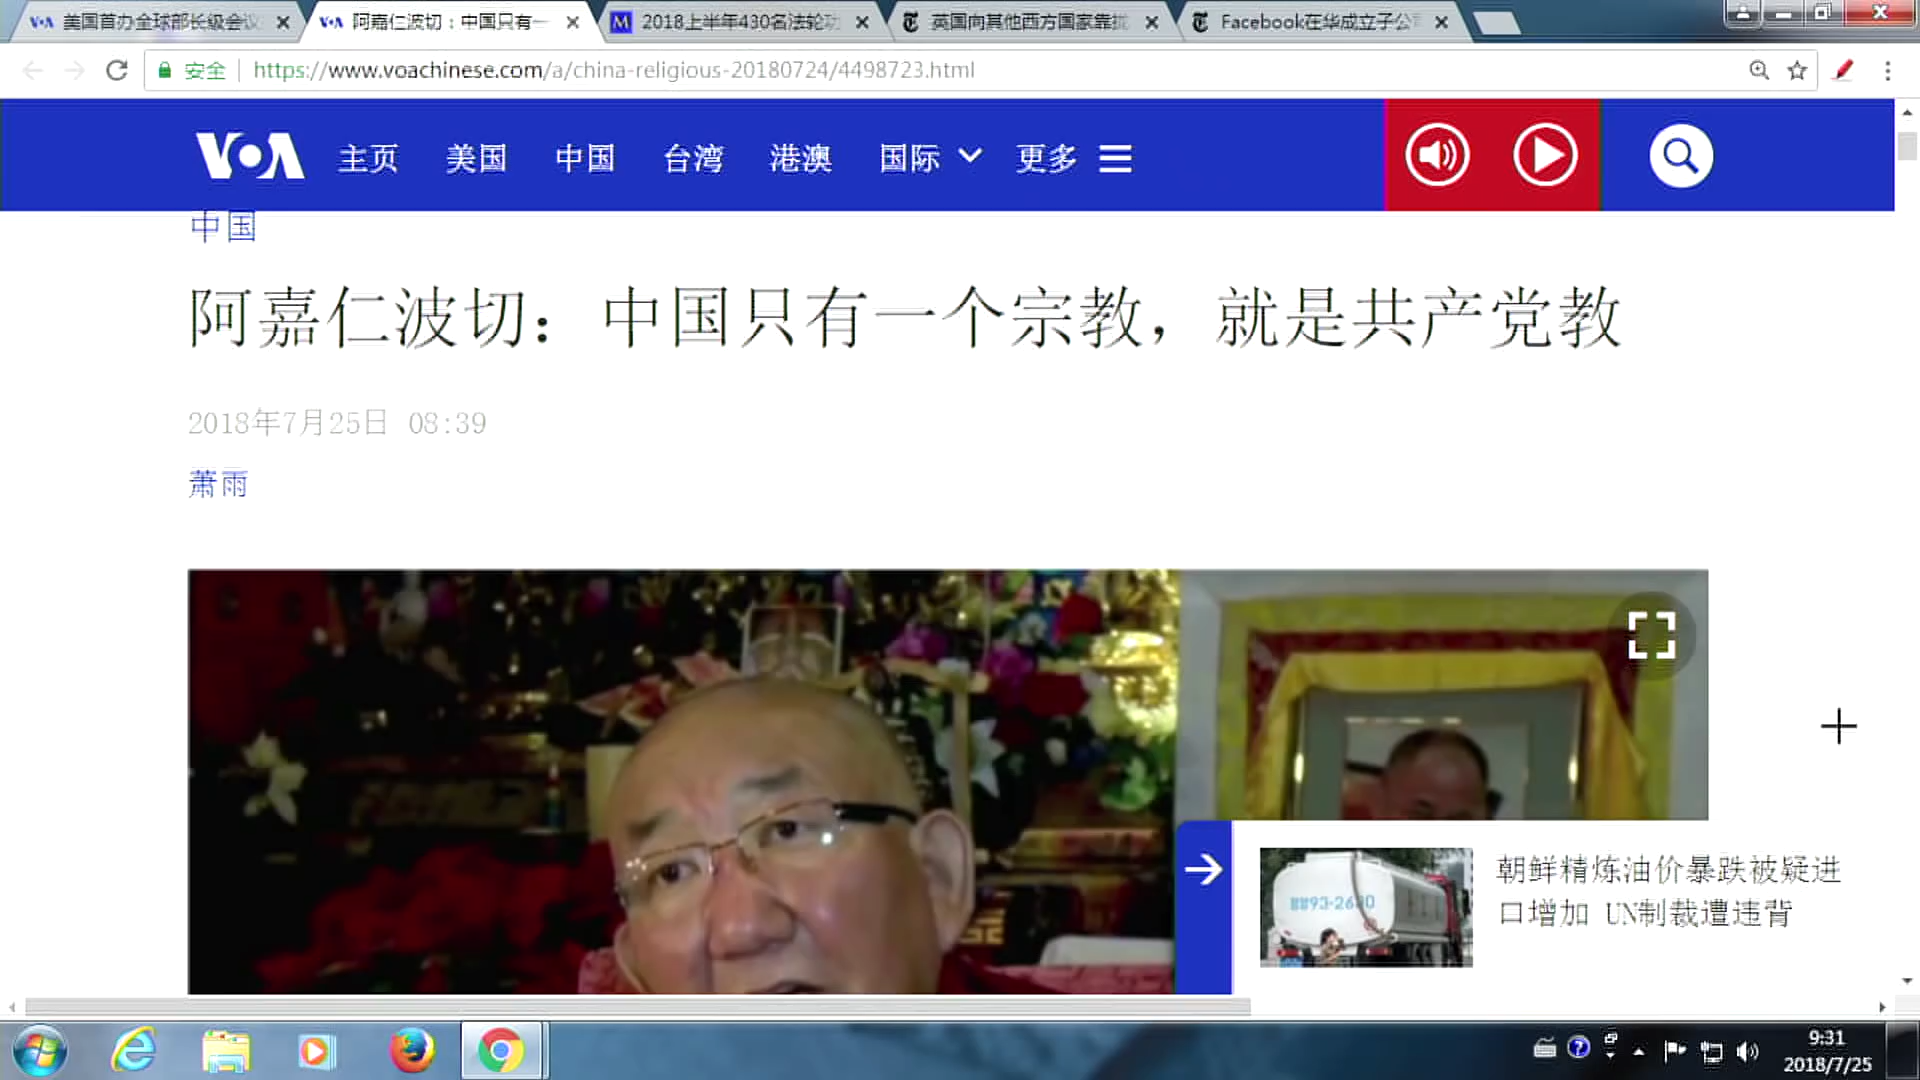 美国首办全球部长级会议
阿嘉仁波切：中国只有一
2018上半年430名法轮功
英国向其他西方国家靠拢
Facebook在华成立子公司
安全
https://www.voachinese.com/a/china-religious-20180724/4498723.html
VOA 主页 美国 中国 台湾 港澳 国际 更多
中国
阿嘉仁波切：中国只有一个宗教，就是共产党教
2018年7月25日 08:39
萧雨
朝鲜精炼油价暴跌被疑进
口增加 UN制裁遭违背
9:31
2018/7/25